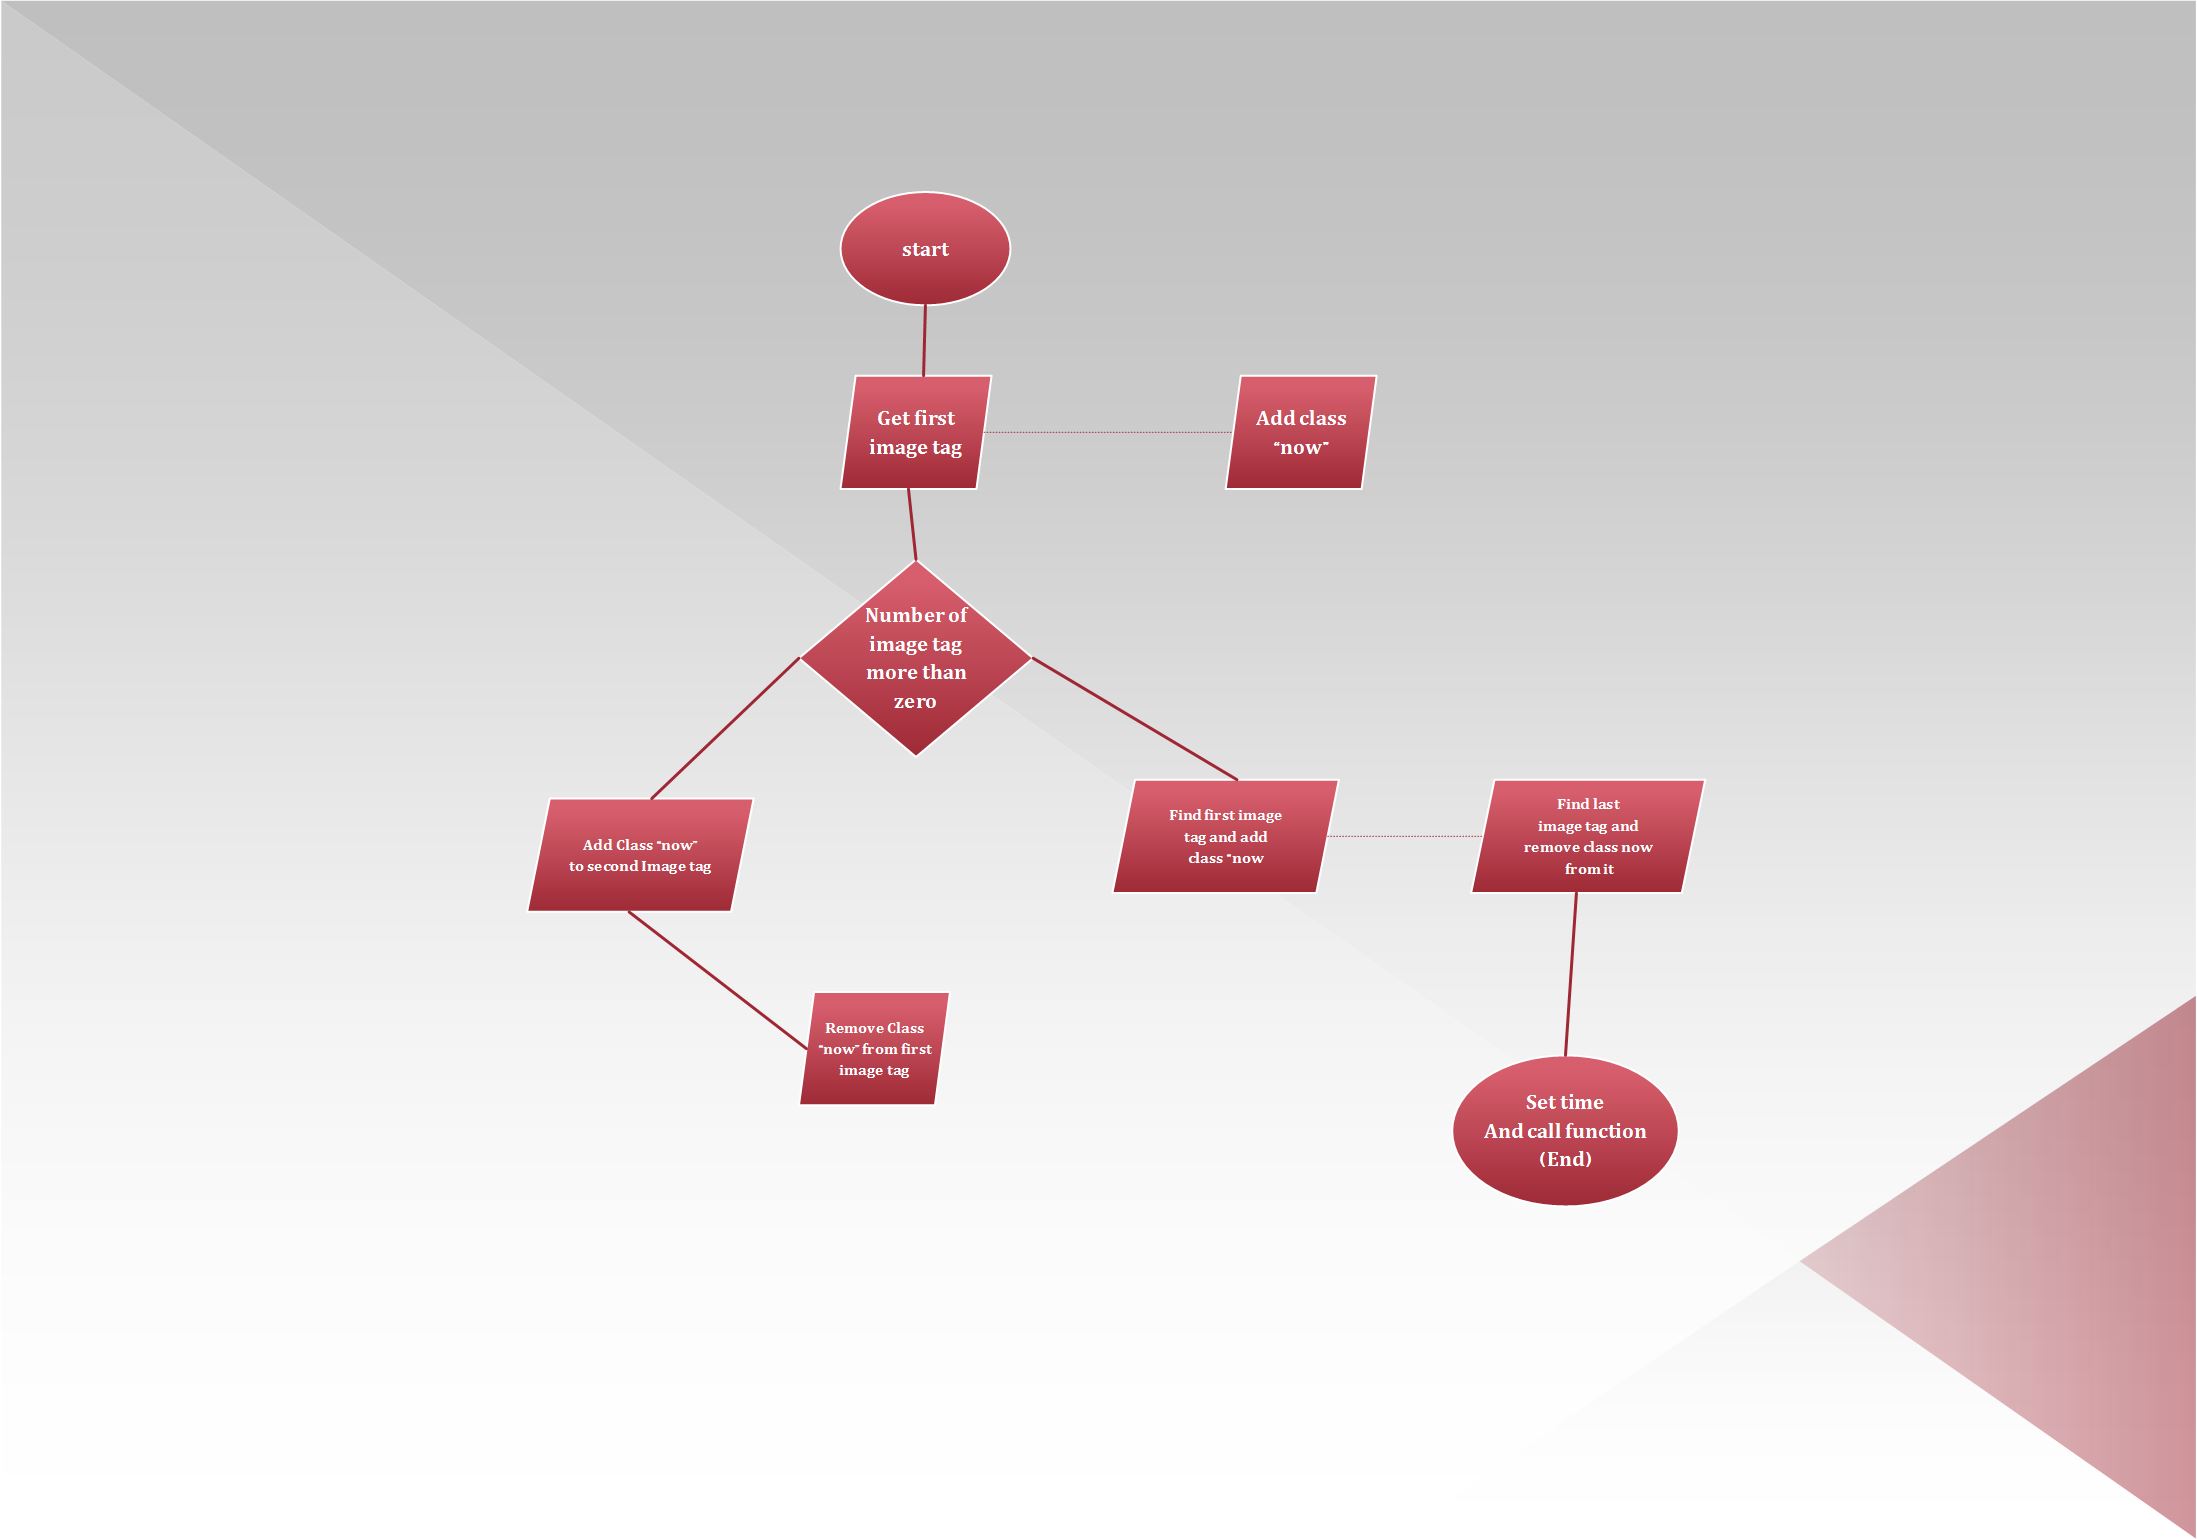 start
Get first
image tag
Add class
“now”
Number of
image tag
more than
zero
Add Class “now”
to second Image tag
Find first image
tag and add
class “now
Find last
image tag and
remove class now
from it
Remove Class
“now” from first
image tag
Set time
And call function
(End)